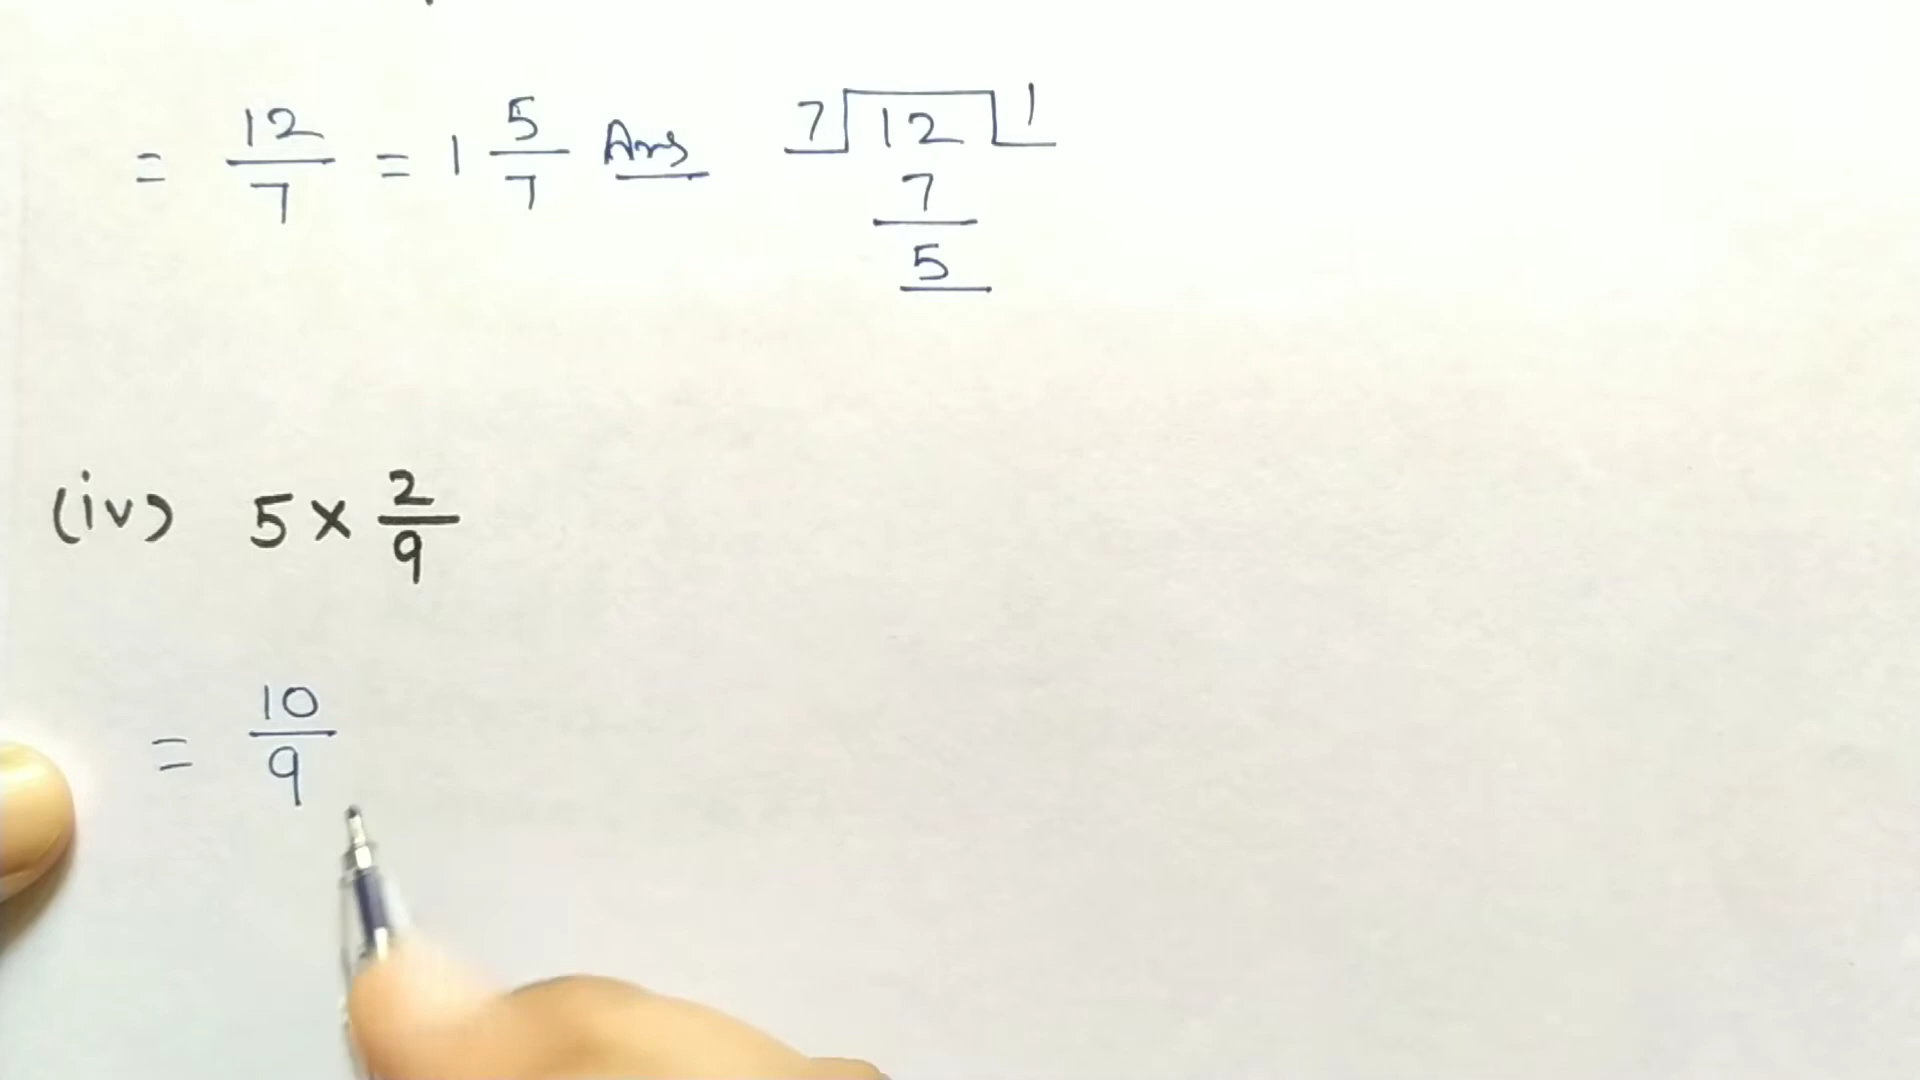 = 12/7 = 1 5/7 Ans 7 12 1
7
5
(iv) 5 × 2/9
= 10/9